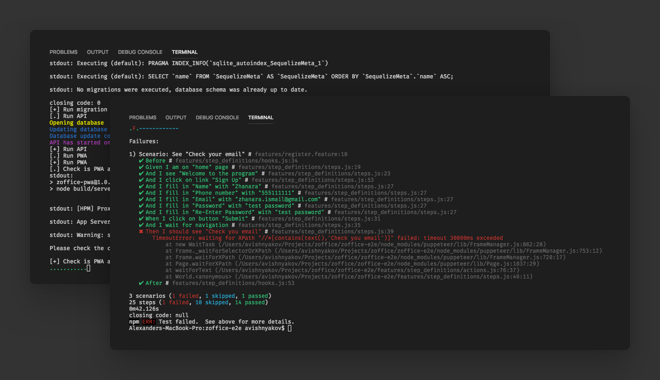 PROBLEMS OUTPUT DEBUG CONSOLE TERMINAL
stdout: Executing (default): PRAGMA INDEX_INFO(`sqlite_autoindex_SequelizeMeta_1`)
stdout: Executing (default): SELECT `name` FROM `SequelizeMeta` AS `SequelizeMeta` ORDER BY `SequelizeMeta`.`name` ASC;
stdout: No migrations were executed, database schema was already up to date.
closing code: 0
[+] Run migration
[.] Run API
Opening database
Updating database
Database update co
API has started on
[+] Run API
[.] Run PWA
[+] Run PWA
[.] Check is PWA a
stdout:
> zoffice-pwa@1.0.
> node build/serve
stdout: [HPM] Prox
stdout: App Server
stdout: Warning: s
Please check the c
[+] Check is PWA a
PROBLEMS OUTPUT DEBUG CONSOLE TERMINAL
.F.------------
Failures:
1) Scenario: See "Check your email" # features/register.feature:10
✔ Before # features/step_definitions/hooks.js:34
✔ Given I am on "home" page # features/step_definitions/steps.js:19
✔ And I see "Welcome to the program" # features/step_definitions/steps.js:23
✔ And I click on link "Sign Up" # features/step_definitions/steps.js:53
✔ And I fill in "Name" with "Zhanara" # features/step_definitions/steps.js:27
✔ And I fill in "Phone number" with "555111111" # features/step_definitions/steps.js:27
✔ And I fill in "Email" with "zhanara.ismail@gmail.com" # features/step_definitions/steps.js:27
✔ And I fill in "Password" with "test password" # features/step_definitions/steps.js:27
✔ And I fill in "Re-Enter Password" with "test password" # features/step_definitions/steps.js:27
✔ When I click on button "Submit" # features/step_definitions/steps.js:31
✔ And I wait for navigation # features/step_definitions/steps.js:35
✖ Then I should see "Check you email" # features/step_definitions/steps.js:39
TimeoutError: waiting for XPath "//*[contains(text(),'Check you email')]" failed: timeout 30000ms exceeded
at new WaitTask (/Users/avishnyakov/Projects/zoffice/zoffice-e2e/node_modules/puppeteer/lib/FrameManager.js:862:28)
at Frame._waitForSelectorOrXPath (/Users/avishnyakov/Projects/zoffice/zoffice-e2e/node_modules/puppeteer/lib/FrameManager.js:753:12)
at Frame.waitForXPath (/Users/avishnyakov/Projects/zoffice/zoffice-e2e/node_modules/puppeteer/lib/FrameManager.js:720:17)
at Page.waitForXPath (/Users/avishnyakov/Projects/zoffice/zoffice-e2e/node_modules/puppeteer/lib/Page.js:1037:29)
at waitForText (/Users/avishnyakov/Projects/zoffice/zoffice-e2e/features/actions.js:76:37)
at World.<anonymous> (/Users/avishnyakov/Projects/zoffice/zoffice-e2e/features/step_definitions/steps.js:40:11)
✔ After # features/step_definitions/hooks.js:53
3 scenarios (1 failed, 1 skipped, 1 passed)
25 steps (1 failed, 10 skipped, 14 passed)
0m42.126s
closing code: null
npm ERR! Test failed. See above for more details.
Alexanders-MacBook-Pro:zoffice-e2e avishnyakov$